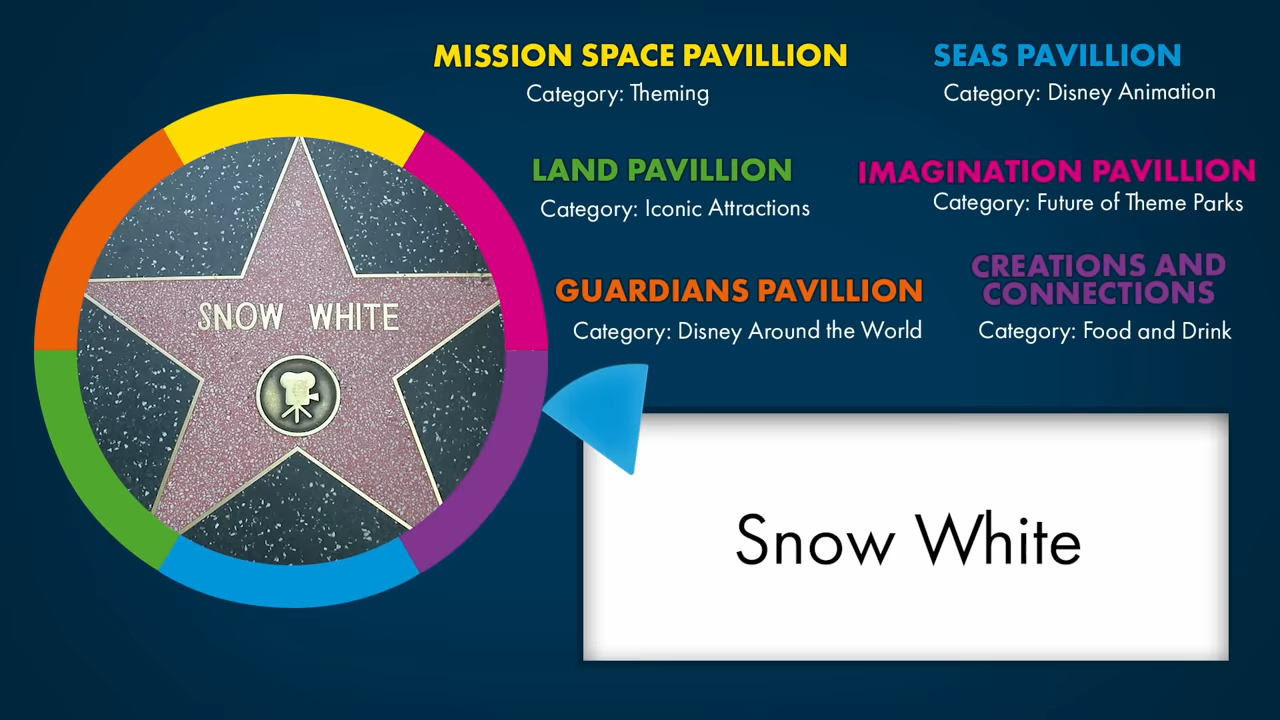 MISSION SPACE PAVILLION
Category: Theming
SEAS PAVILLION
Category: Disney Animation
LAND PAVILLION
Category: Iconic Attractions
IMAGINATION PAVILLION
Category: Future of Theme Parks
GUARDIANS PAVILLION
Category: Disney Around the World
CREATIONS AND
CONNECTIONS
Category: Food and Drink
SNOW WHITE
Snow White